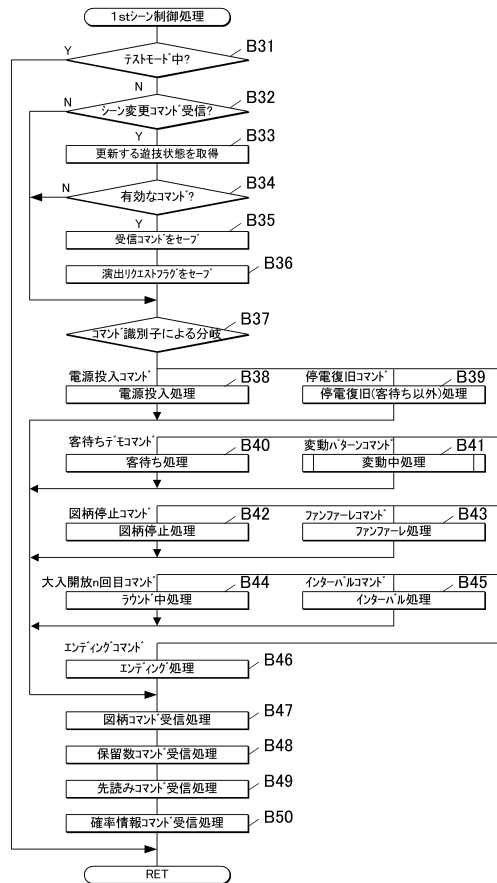 1stシーン制御処理
B31
Y
テストモード中?
N
B32
N
シーン変更コマンド受信?
B33
Y
更新する遊技状態を取得
B34
N
有効なコマンド?
B35
Y
受信コマンドをセーブ
B36
演出リクエストフラグをセーブ
B37
コマンド識別子による分岐
電源投入コマンド
B38
停電復旧コマンド
B39
電源投入処理
停電復旧(客待ち以外)処理
客待ちデモコマンド
B40
変動パターンコマンド
B41
客待ち処理
変動中処理
図柄停止コマンド
B42
ファンファーレコマンド
B43
図柄停止処理
ファンファーレ処理
大入開放n回目コマンド
B44
インターバルコマンド
B45
ラウンド中処理
インターバル処理
エンディングコマンド
B46
エンディング処理
B47
図柄コマンド受信処理
B48
保留数コマンド受信処理
B49
先読みコマンド受信処理
B50
確率情報コマンド受信処理
RET